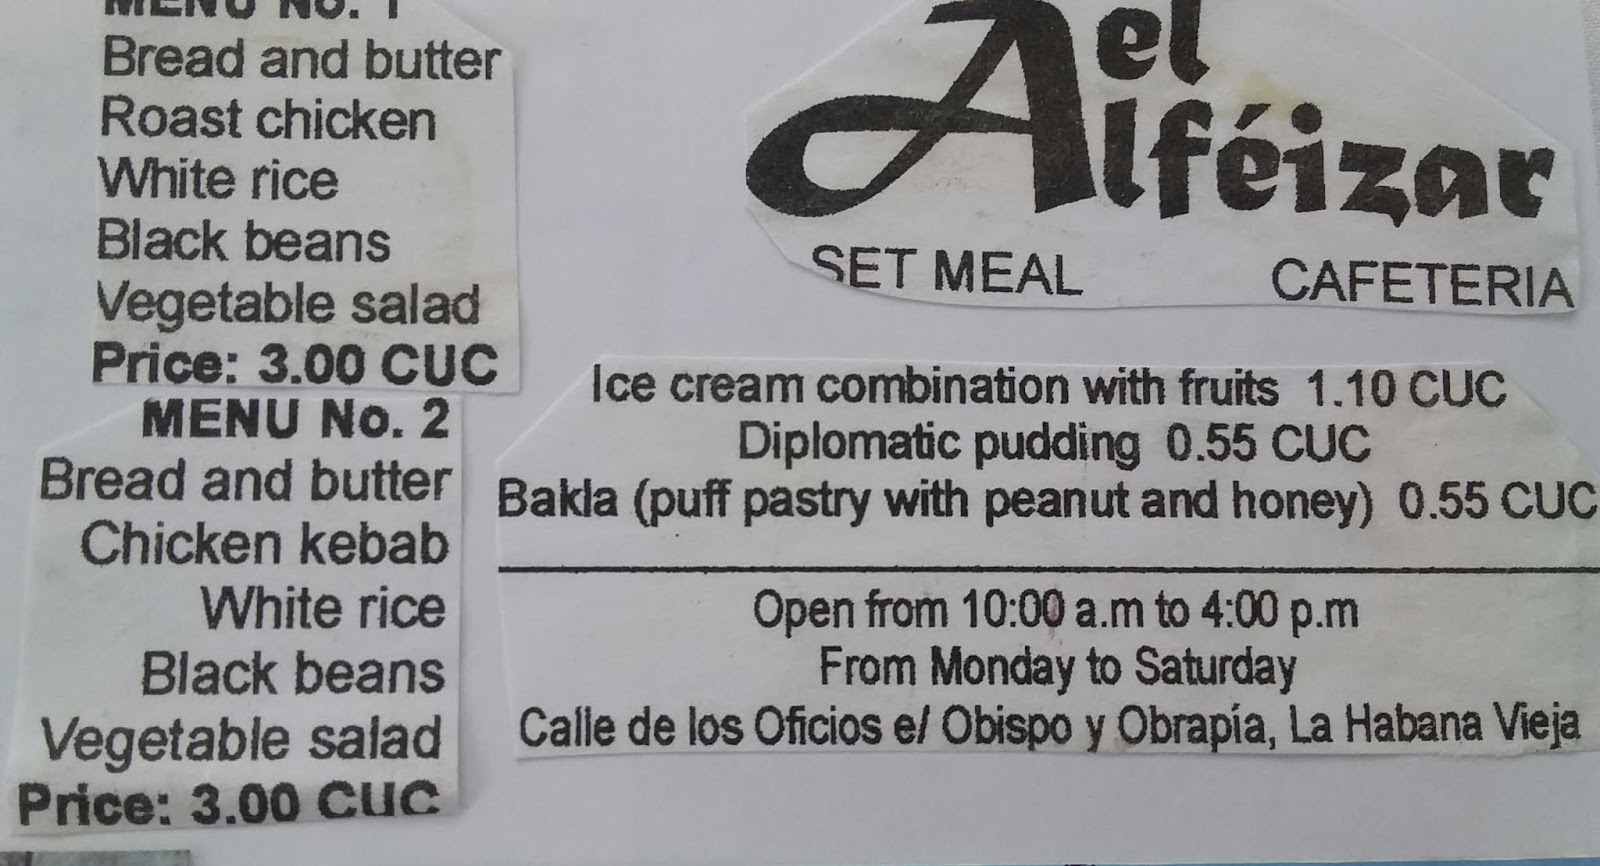 MENU No. 1
Bread and butter
Roast chicken
White rice
Black beans
Vegetable salad
Price: 3.00 CUC
MENU No. 2
Bread and butter
Chicken kebab
White rice
Black beans
Vegetable salad
Price: 3.00 CUC
el
Alféizar
SET MEAL CAFETERIA
Ice cream combination with fruits 1.10 CUC
Diplomatic pudding 0.55 CUC
Bakla (puff pastry with peanut and honey) 0.55 CUC
Open from 10:00 a.m to 4:00 p.m
From Monday to Saturday
Calle de los Oficios e/ Obispo y Obrapía, La Habana Vieja